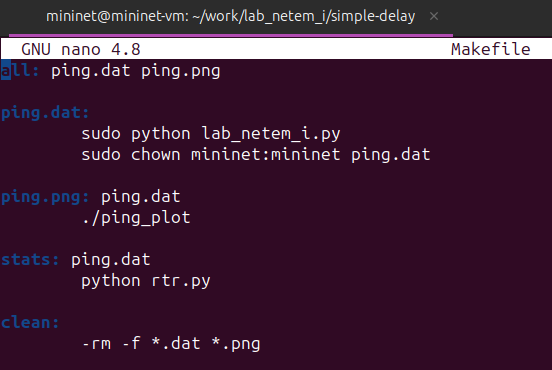 mininet@mininet-vm: ~/work/lab_netem_i/simple-delay ×
GNU nano 4.8 Makefile
all: ping.dat ping.png
ping.dat:
sudo python lab_netem_i.py
sudo chown mininet:mininet ping.dat
ping.png: ping.dat
./ping_plot
stats: ping.dat
python rtr.py
clean:
-rm -f *.dat *.png